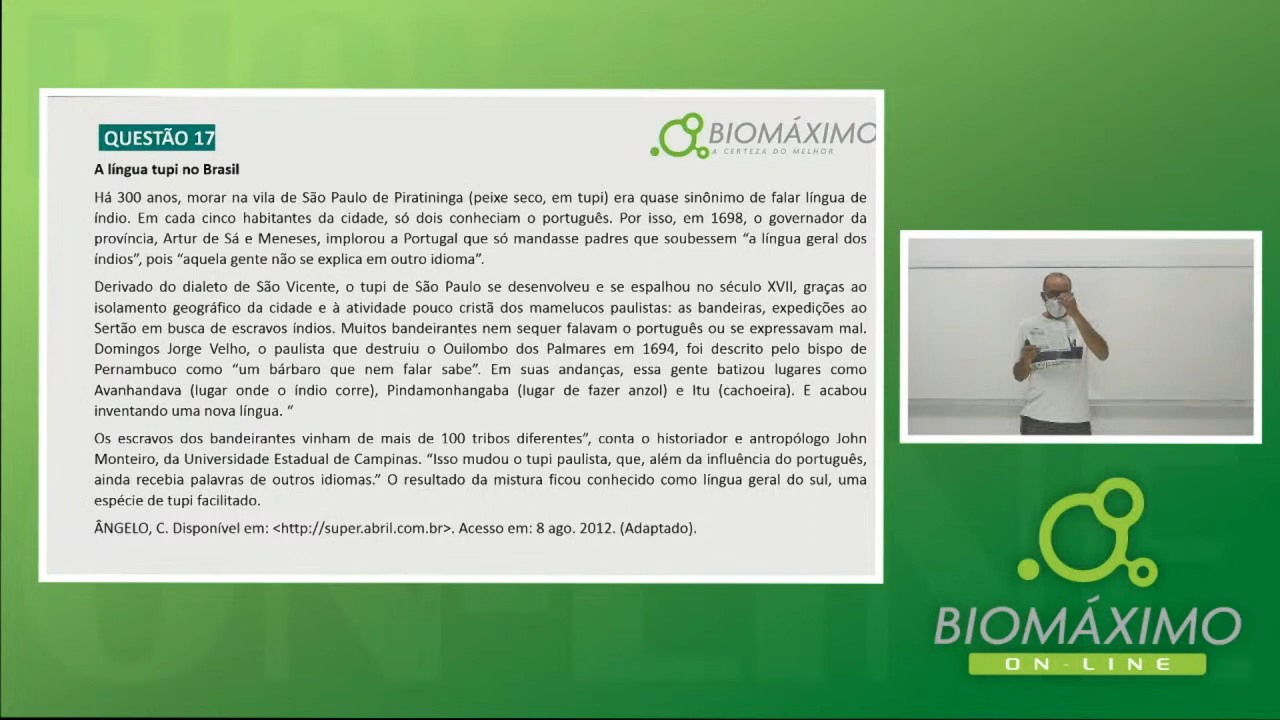 QUESTÃO 17
BIOMÁXIMO
A CERTEZA DO MELHOR
A língua tupi no Brasil
Há 300 anos, morar na vila de São Paulo de Piratininga (peixe seco, em tupi) era quase sinônimo de falar língua de
índio. Em cada cinco habitantes da cidade, só dois conheciam o português. Por isso, em 1698, o governador da
província, Artur de Sá e Meneses, implorou a Portugal que só mandasse padres que soubessem “a língua geral dos
índios”, pois “aquela gente não se explica em outro idioma”.
Derivado do dialeto de São Vicente, o tupi de São Paulo se desenvolveu e se espalhou no século XVII, graças ao
isolamento geográfico da cidade e à atividade pouco cristã dos mamelucos paulistas: as bandeiras, expedições ao
Sertão em busca de escravos índios. Muitos bandeirantes nem sequer falavam o português ou se expressavam mal.
Domingos Jorge Velho, o paulista que destruiu o Ouilombo dos Palmares em 1694, foi descrito pelo bispo de
Pernambuco como “um bárbaro que nem falar sabe”. Em suas andanças, essa gente batizou lugares como
Avanhandava (lugar onde o índio corre), Pindamonhangaba (lugar de fazer anzol) e Itu (cachoeira). E acabou
inventando uma nova língua. “
Os escravos dos bandeirantes vinham de mais de 100 tribos diferentes”, conta o historiador e antropólogo John
Monteiro, da Universidade Estadual de Campinas. “Isso mudou o tupi paulista, que, além da influência do português,
ainda recebia palavras de outros idiomas.” O resultado da mistura ficou conhecido como língua geral do sul, uma
espécie de tupi facilitado.
ÂNGELO, C. Disponível em: <http://super.abril.com.br>. Acesso em: 8 ago. 2012. (Adaptado).
BIOMÁXIMO
ON-LINE